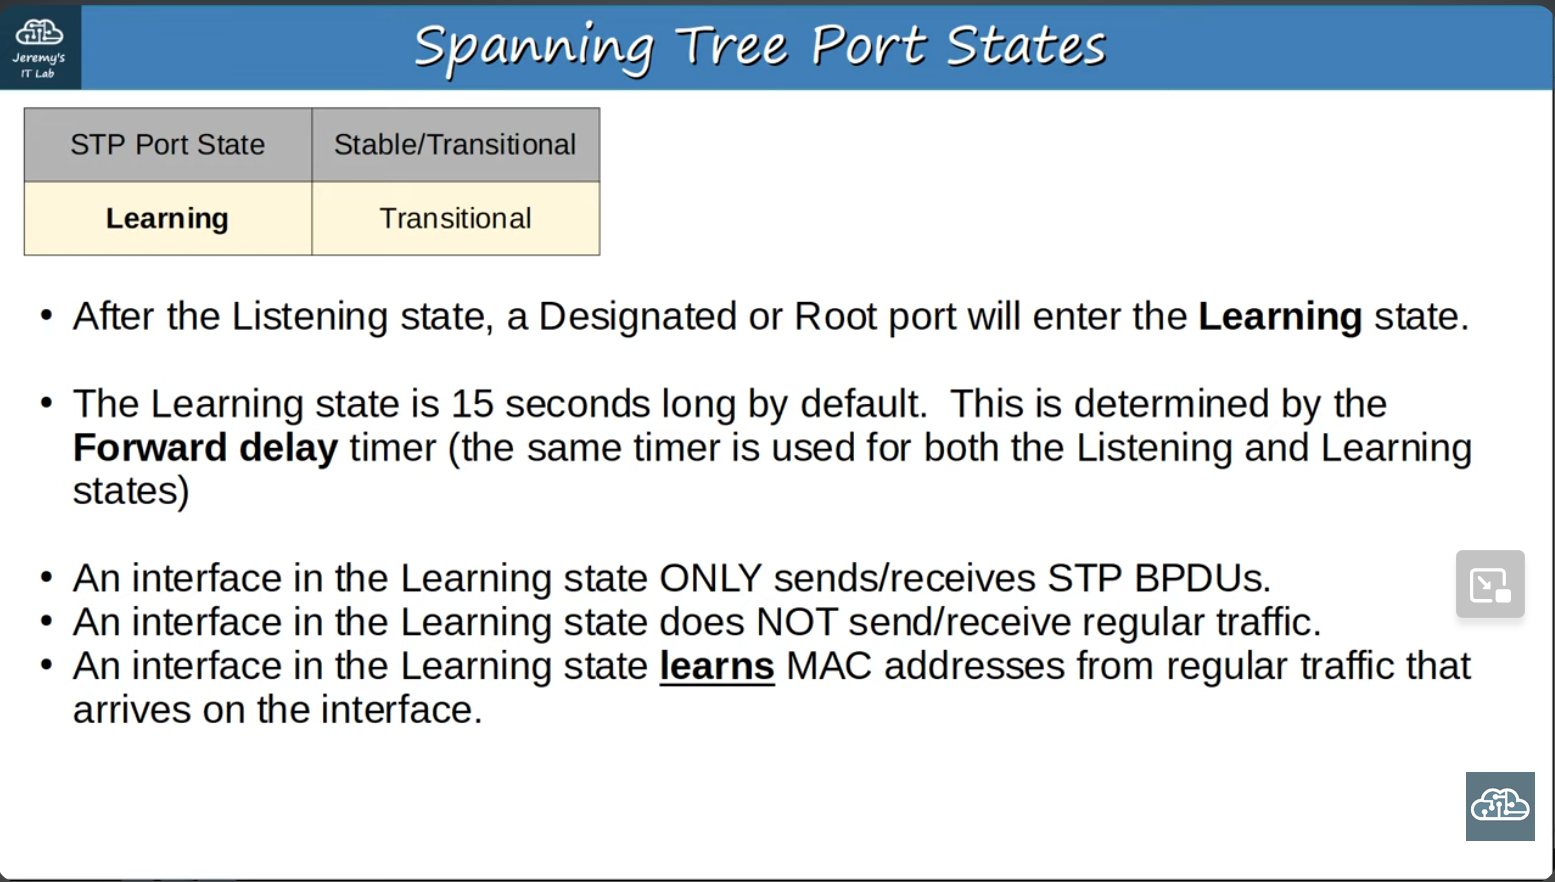 Jeremy's
IT Lab
Spanning Tree Port States
STP Port State
Stable/Transitional
Learning
Transitional
• After the Listening state, a Designated or Root port will enter the Learning state.
• The Learning state is 15 seconds long by default.  This is determined by the
Forward delay timer (the same timer is used for both the Listening and Learning
states)
• An interface in the Learning state ONLY sends/receives STP BPDUs.
• An interface in the Learning state does NOT send/receive regular traffic.
• An interface in the Learning state learns MAC addresses from regular traffic that
arrives on the interface.